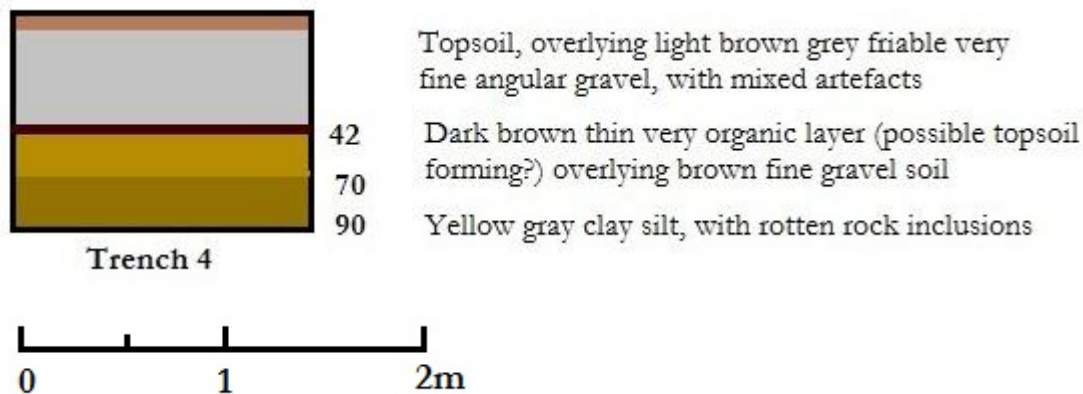 Topsoil, overlying light brown grey friable very
fine angular gravel, with mixed artefacts
42
Dark brown thin very organic layer (possible topsoil
forming?) overlying brown fine gravel soil
70
90
Yellow gray clay silt, with rotten rock inclusions
Trench 4
0 1 2m